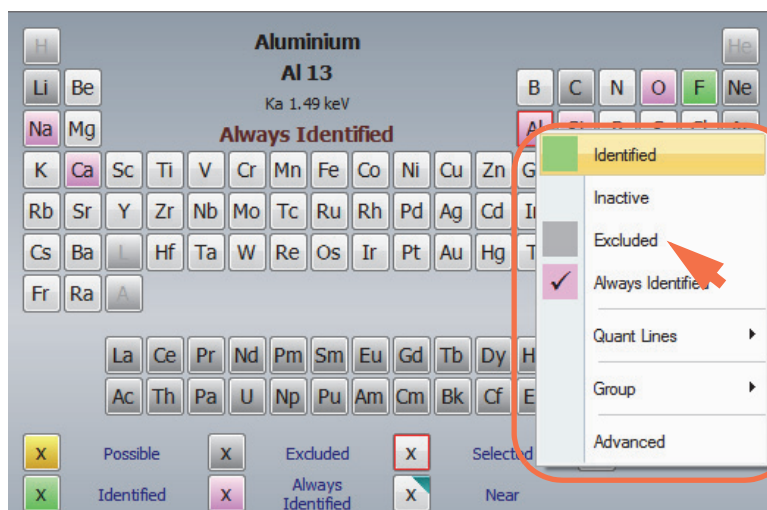 H Aluminium He
Al 13
Li Be B C N O F Ne
Ka 1.49 keV
Na Mg Always Identified Al
K Ca Sc Ti V Cr Mn Fe Co Ni Cu Zn G
Rb Sr Y Zr Nb Mo Tc Ru Rh Pd Ag Cd I
Cs Ba L Hf Ta W Re Os Ir Pt Au Hg T
Fr Ra A
La Ce Pr Nd Pm Sm Eu Gd Tb Dy H
Ac Th Pa U Np Pu Am Cm Bk Cf E
Identified
Inactive
Excluded
Always Identified
Quant Lines
Group
Advanced
X Possible X Excluded X Selected
X Identified X Always Identified X Near